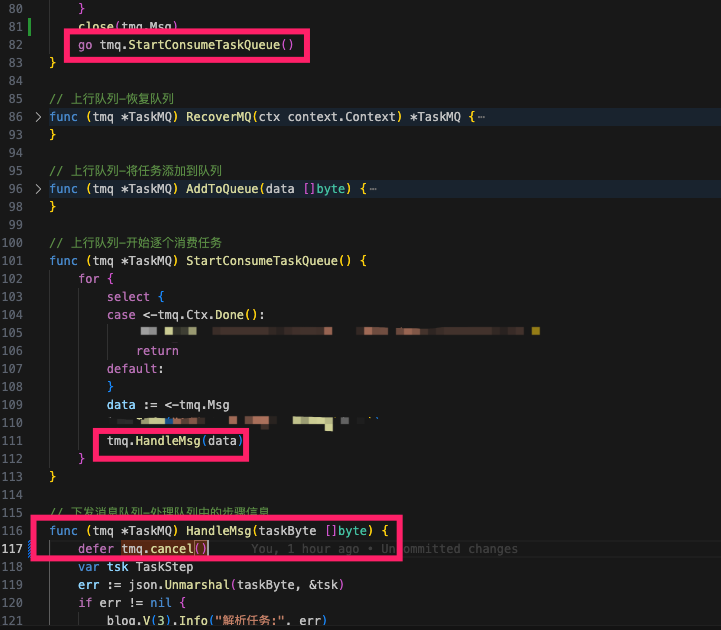 80 }
81 close(tmq.Msg)
82 go tmq.StartConsumeTaskQueue()
83 }
84
85 // 上行队列-恢复队列
86 func (tmq *TaskMQ) RecoverMQ(ctx context.Context) *TaskMQ {⋯
93 }
94
95 // 上行队列-将任务添加到队列
96 func (tmq *TaskMQ) AddToQueue(data []byte) {⋯
98 }
99
100 // 上行队列-开始逐个消费任务
101 func (tmq *TaskMQ) StartConsumeTaskQueue() {
102 for {
103 select {
104 case <-tmq.Ctx.Done():
105
106 return
107 default:
108 }
109 data := <-tmq.Msg
110
111 tmq.HandleMsg(data)
112 }
113 }
114
115 // 下发消息队列-处理队列中的步骤信息
116 func (tmq *TaskMQ) HandleMsg(taskByte []byte) {
117 defer tmq.cancel() You, 1 hour ago • Uncommitted changes
118 var tsk TaskStep
119 err := json.Unmarshal(taskByte, &tsk)
120 if err != nil {
121 blog.V(3).Info("解析任务:", err)